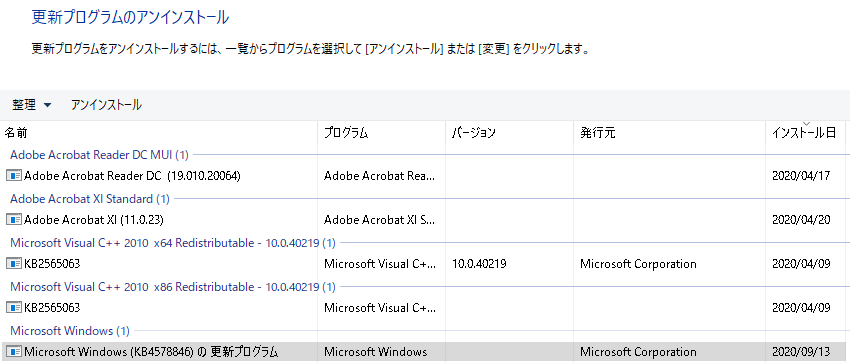 更新プログラムのアンインストール
更新プログラムをアンインストールするには、一覧からプログラムを選択して [アンインストール] または [変更] をクリックします。
整理 アンインストール
名前 プログラム バージョン 発行元 インストール日
Adobe Acrobat Reader DC MUI (1)
Adobe Acrobat Reader DC (19.010.20064) Adobe Acrobat Rea... 2020/04/17
Adobe Acrobat XI Standard (1)
Adobe Acrobat XI (11.0.23) Adobe Acrobat XI S... 2020/04/20
Microsoft Visual C++ 2010 x64 Redistributable - 10.0.40219 (1)
KB2565063 Microsoft Visual C+... 10.0.40219 Microsoft Corporation 2020/04/09
Microsoft Visual C++ 2010 x86 Redistributable - 10.0.40219 (1)
KB2565063 Microsoft Visual C+... 2020/04/09
Microsoft Windows (1)
Microsoft Windows (KB4578846) の 更新プログラム Microsoft Windows Microsoft Corporation 2020/09/13